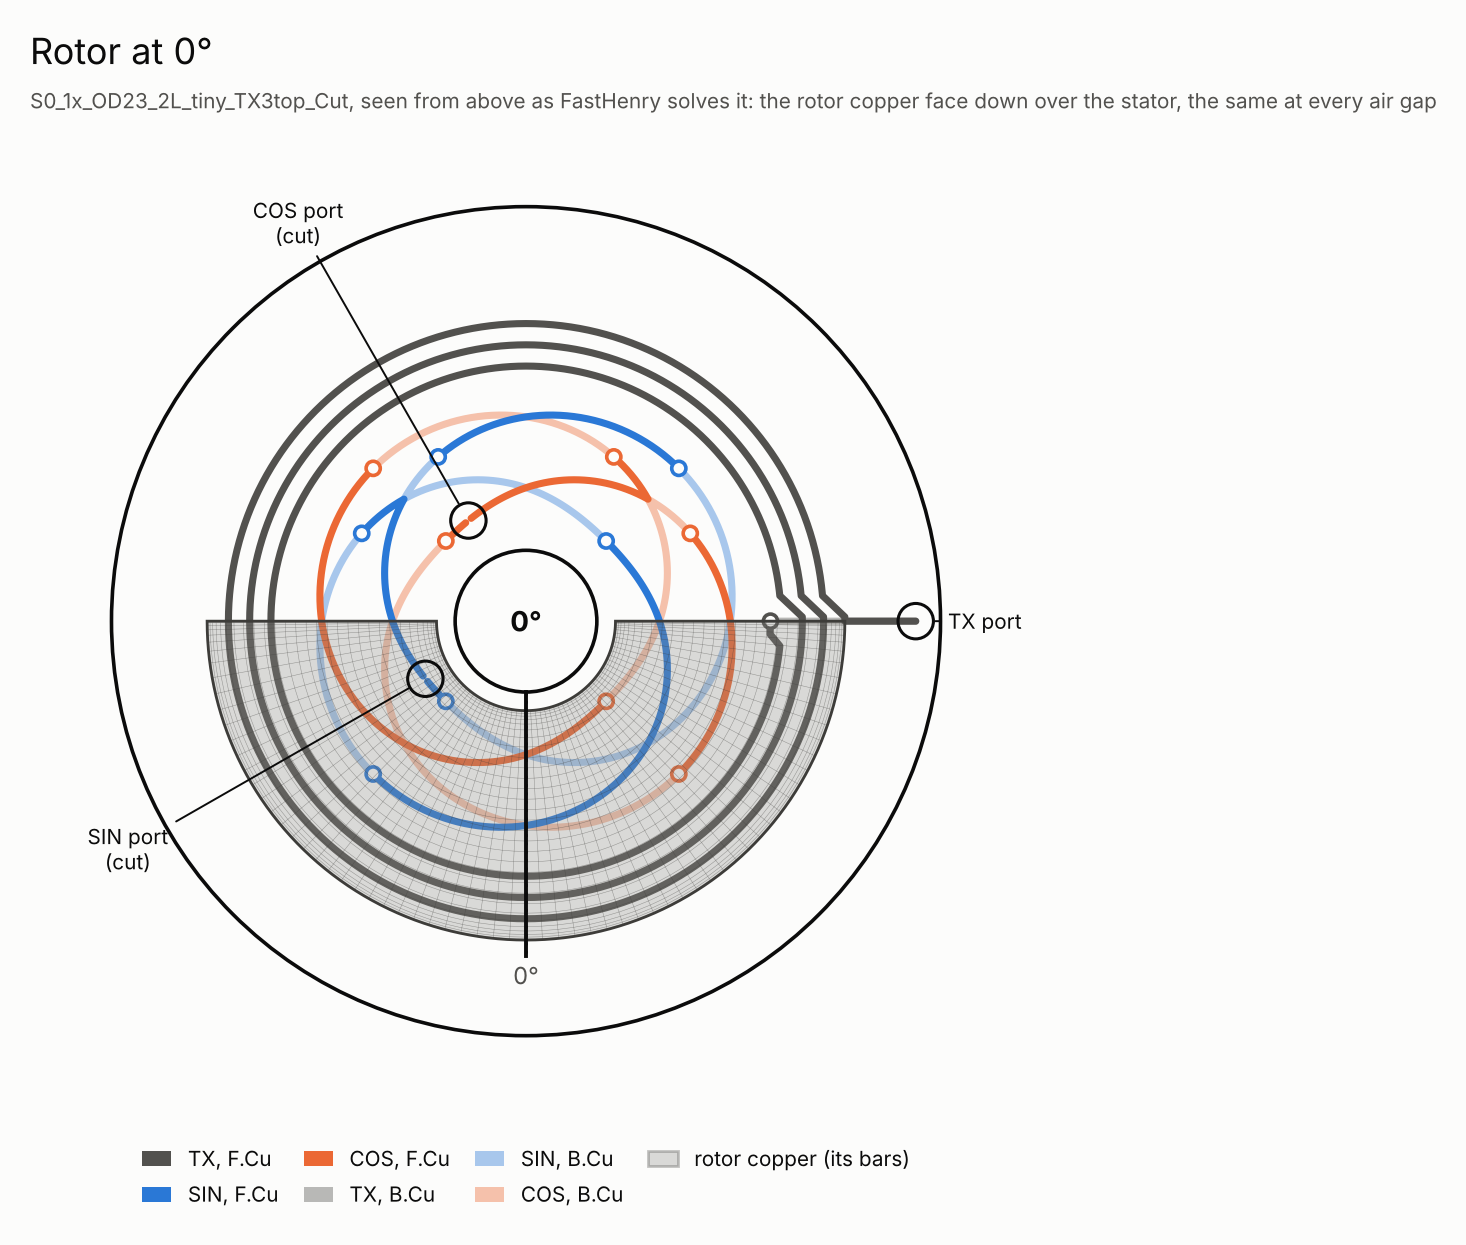 Rotor at 0°
S0_1x_OD23_2L_tiny_TX3top_Cut, seen from above as FastHenry solves it: the rotor copper face down over the stator, the same at every air gap
COS port
(cut)
0°
TX port
SIN port
(cut)
0°
TX, F.Cu
COS, F.Cu
SIN, B.Cu
rotor copper (its bars)
SIN, F.Cu
TX, B.Cu
COS, B.Cu